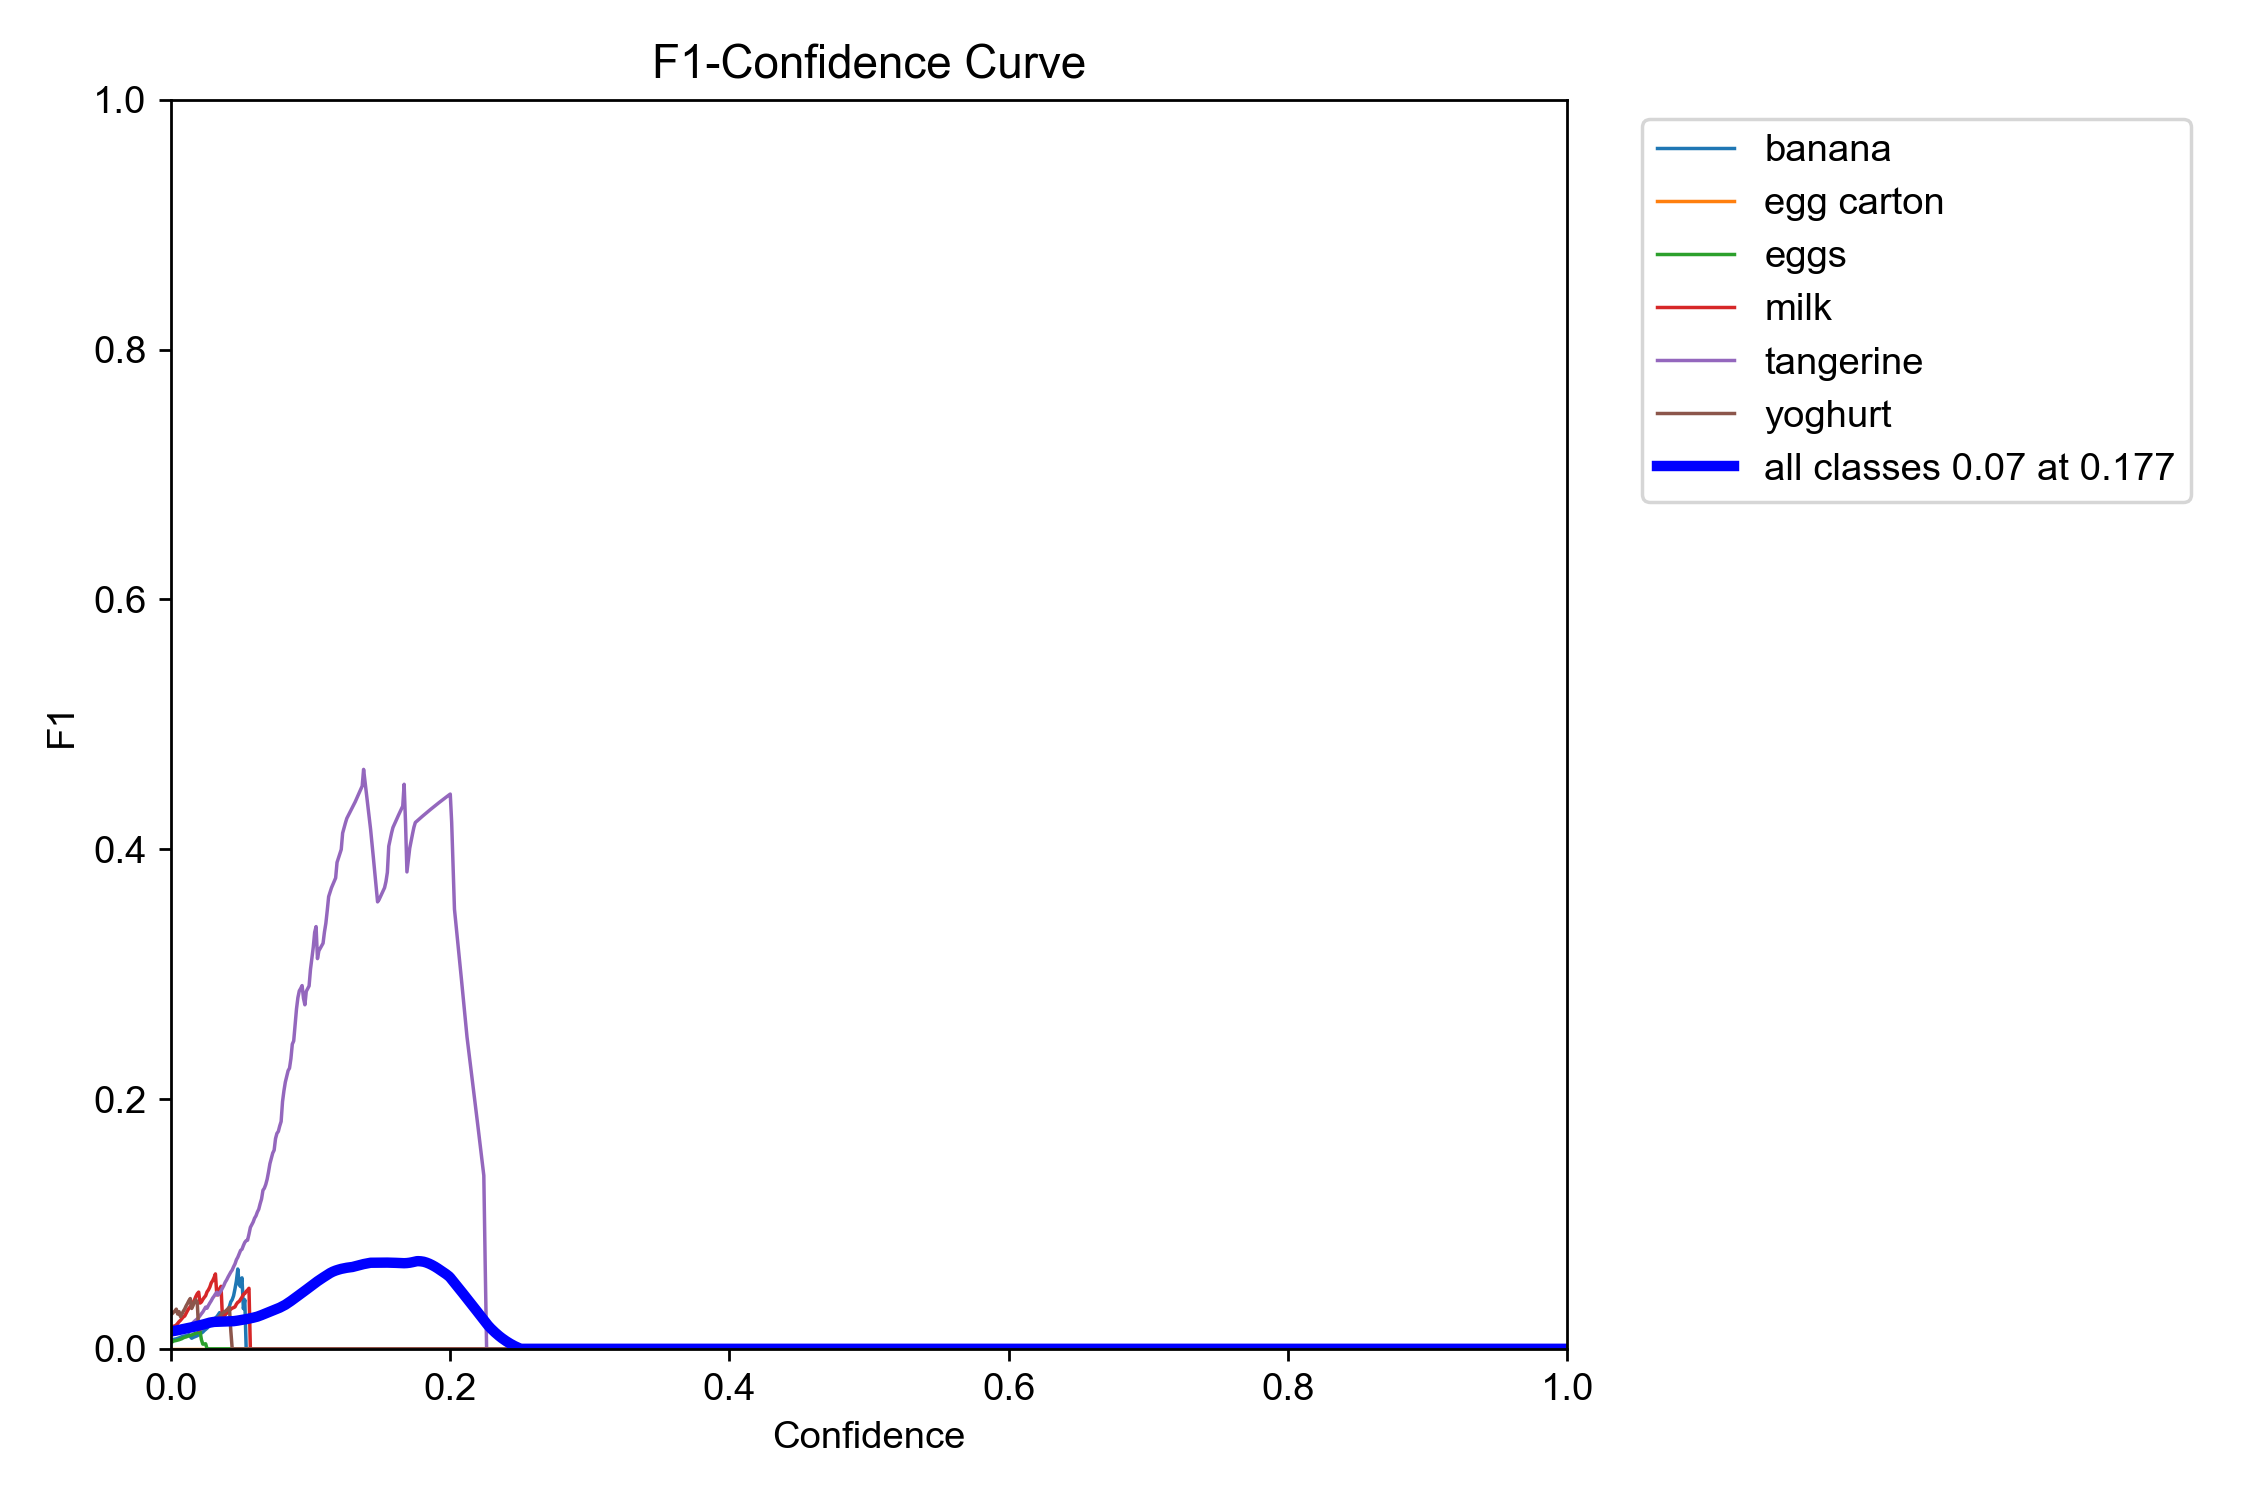 F1-Confidence Curve
1.0
0.8
0.6
0.4
0.2
0.0
F1
0.0 0.2 0.4 0.6 0.8 1.0
Confidence
banana
egg carton
eggs
milk
tangerine
yoghurt
all classes 0.07 at 0.177